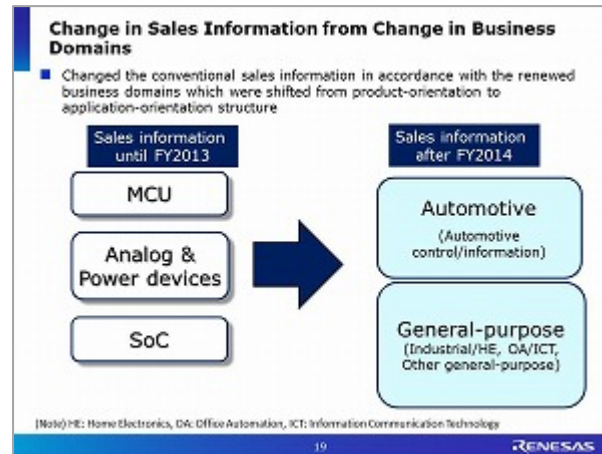 Change in Sales Information from Change in Business
Domains
Changed the conventional sales information in accordance with the renewed
business domains which were shifted from product-orientation to
application-orientation structure
Sales information
until FY2013
MCU
Analog &
Power devices
SoC
Sales information
after FY2014
Automotive
(Automotive
control/information)
General-purpose
(Industrial/HE, OA/ICT,
Other general-purpose)
(Note) HE: Home Electronics, OA: Office Automation, ICT: Information Communication Technology
19
RENESAS